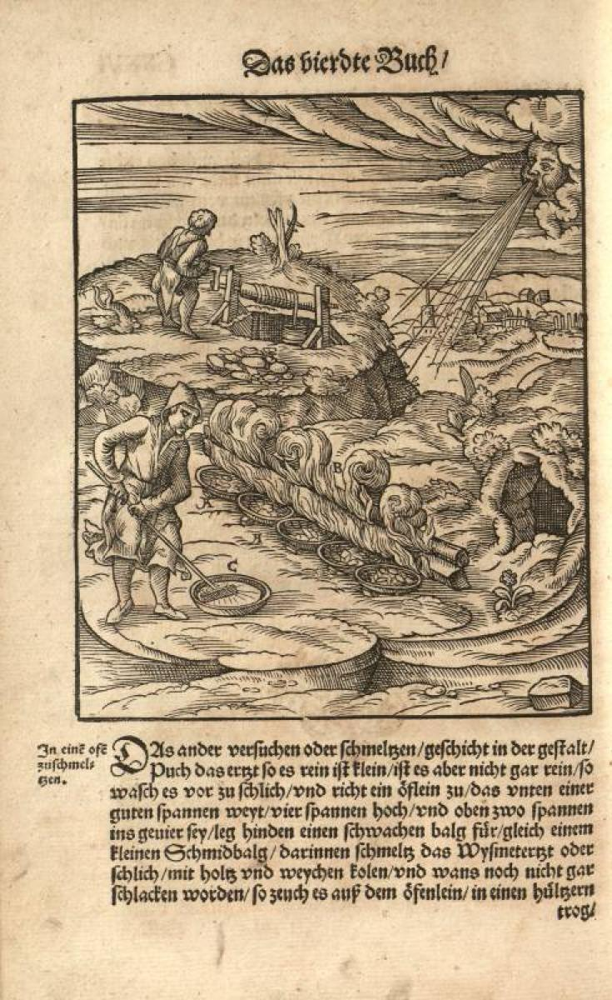 Das vierdte Buch/
A
A
B
C
In einẽ ofẽ
zuschmel⸗
tzen.
DAs ander versuchen oder schmeltzen/geschicht in der gestalt/
Puch das ertzt so es rein ist klein/ist es aber nicht gar rein/so
wasch es vor zu schlich/vnd richt ein öflein zu/das vnten einer
guten spannen weyt/vier spannen hoch/vnd oben zwo spannen
ins geuier sey/leg hinden einen schwachen balg für/gleich einem
kleinen Schmidbalg/darinnen schmeltz das Wysmetertzt oder
schlich/mit holtz vnd weychen kolen/vnd wans noch nicht gar
schlacken worden/so zeuch es auß dem öfenlein/in einen hültzern
trog/